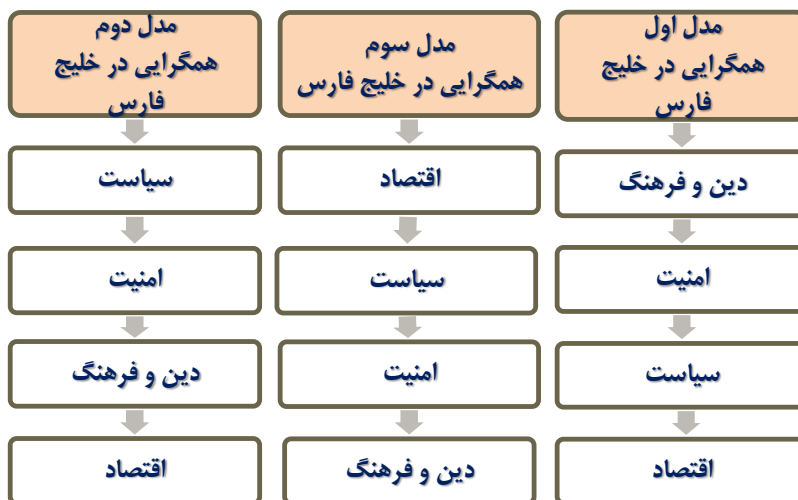 مدل اول
همگرایی در خلیج
فارس
دین و فرهنگ
امنیت
سیاست
اقتصاد
مدل سوم
همگرایی در خلیج فارس
اقتصاد
سیاست
امنیت
دین و فرهنگ
مدل دوم
همگرایی در خلیج
فارس
سیاست
امنیت
دین و فرهنگ
اقتصاد